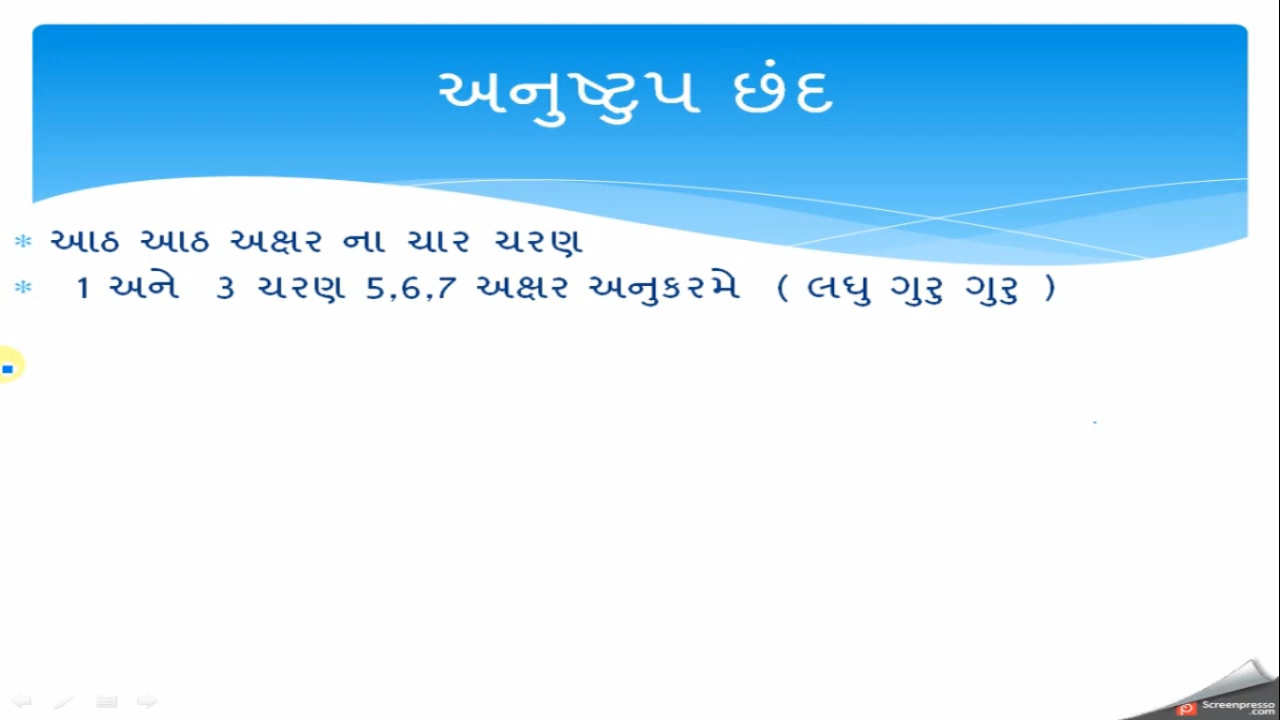 અનુષ્ટુપ છંદ
આઠ આઠ અક્ષર ના ચાર ચરણ
1 અને 3 ચરણ 5,6,7 અક્ષર અનુકરમે ( લઘુ ગુરુ ગુરુ )
Screenpresso
.com